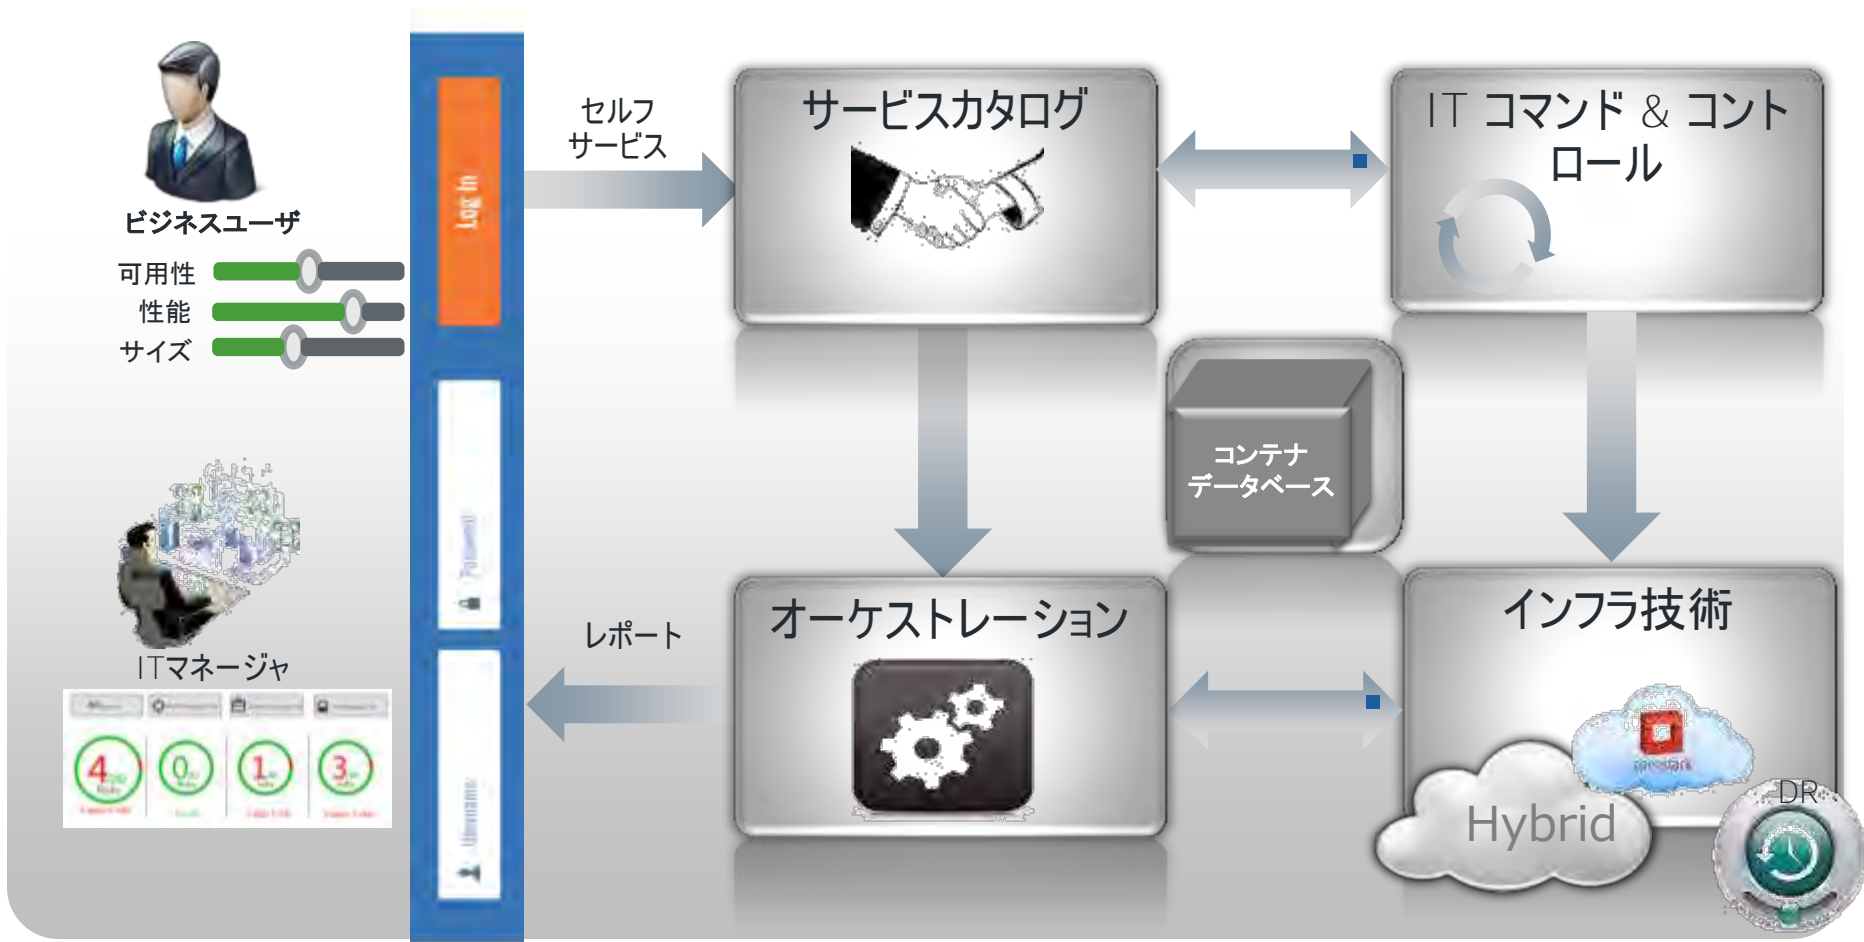 ビジネスユーザ
可用性
性能
サイズ
ITマネージャ
4
0
1
3
Log In
Password
Username
セルフ
サービス
レポート
サービスカタログ
IT コマンド & コント
ロール
コンテナ
データベース
オーケストレーション
インフラ技術
openstack
Hybrid
DR